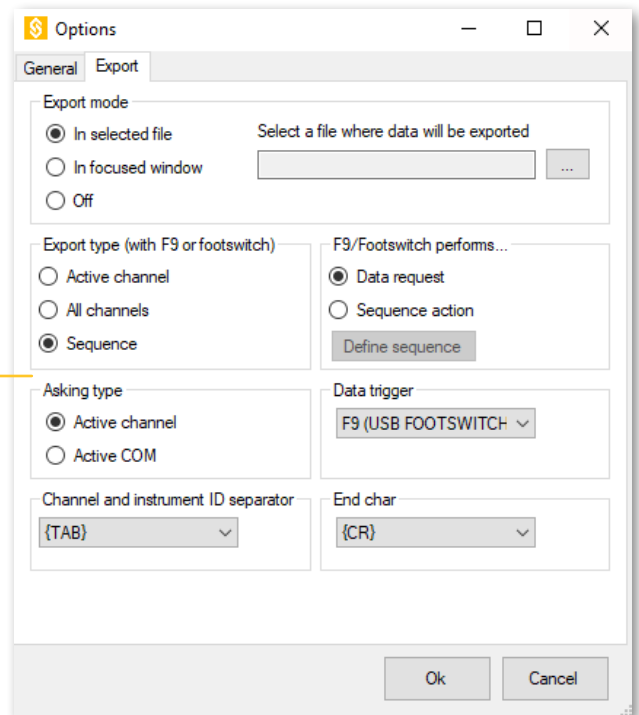 Options
General Export
Export mode
In selected file
Select a file where data will be exported
In focused window
...
Off
Export type (with F9 or footswitch)
F9/Footswitch performs...
Active channel
Data request
All channels
Sequence action
Sequence
Define sequence
Asking type
Data trigger
Active channel
F9 (USB FOOTSWITCH
Active COM
Channel and instrument ID separator
End char
{TAB}
{CR}
Ok
Cancel